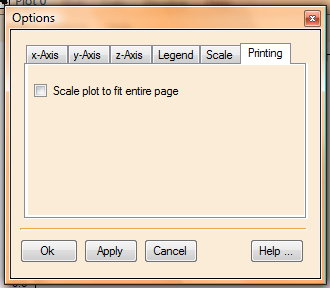 Plot 0
Options
x-Axis y-Axis z-Axis Legend Scale Printing
Scale plot to fit entire page
Ok Apply Cancel Help ...